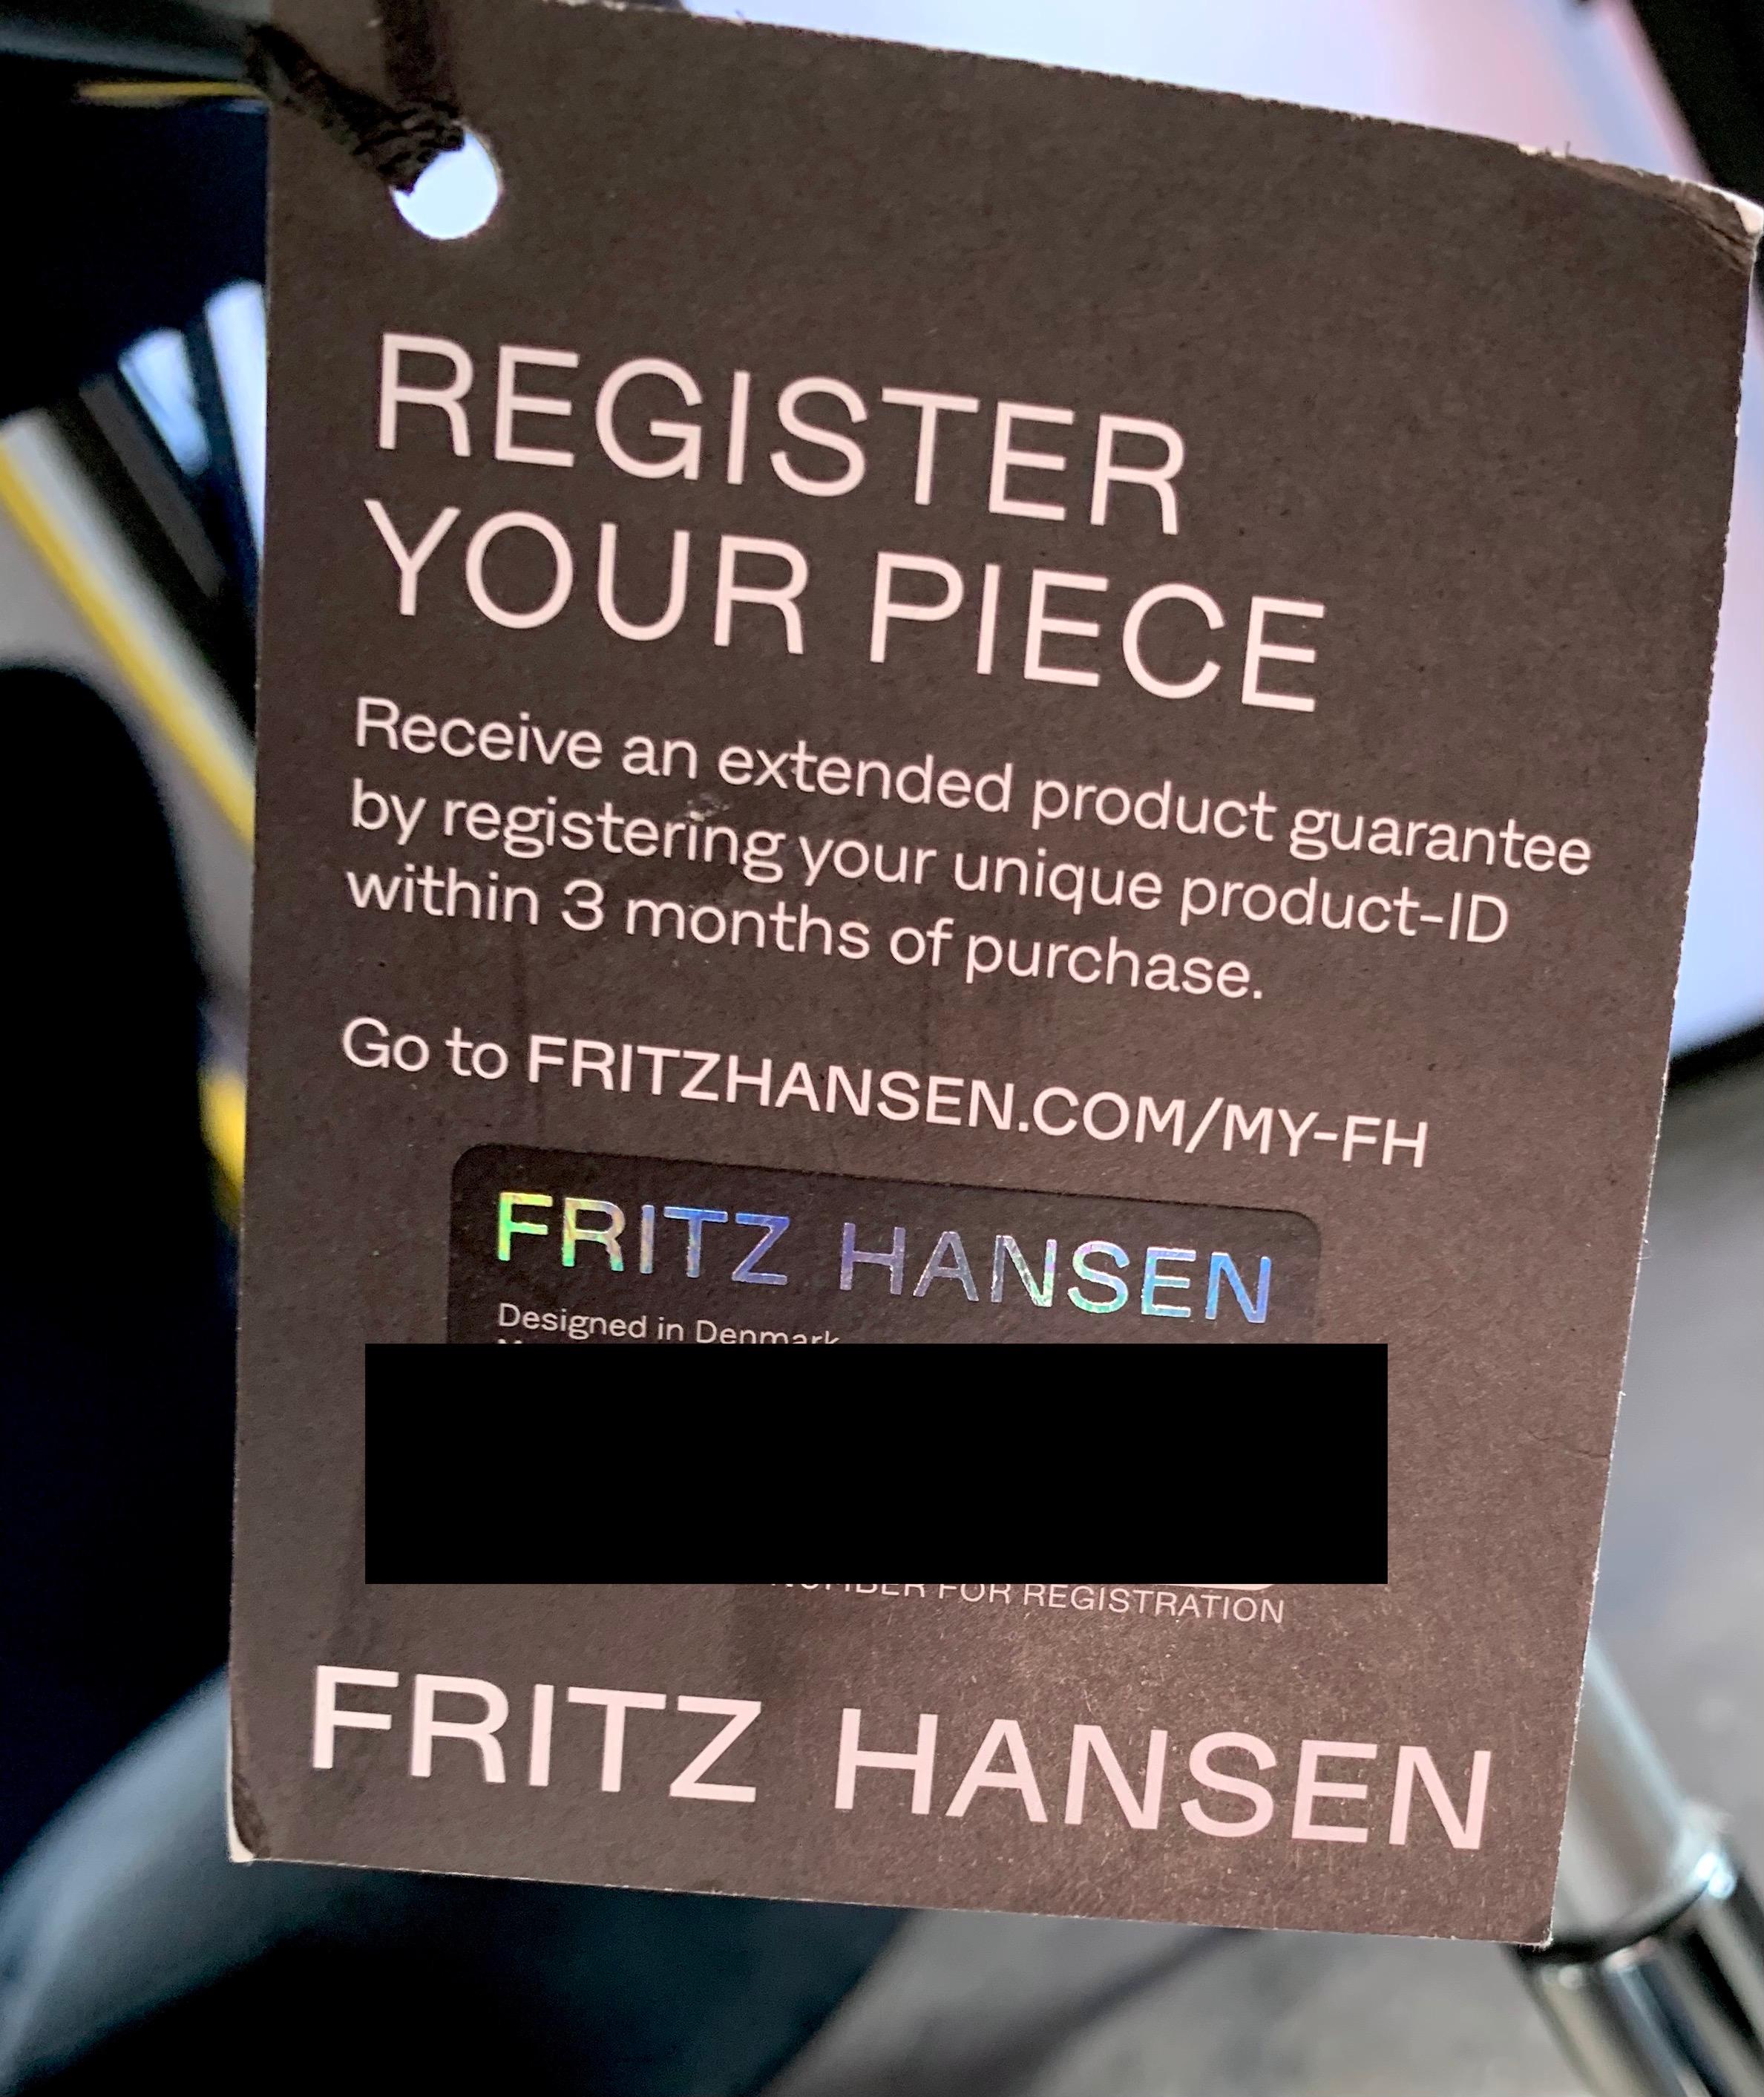 REGISTER
YOUR PIECE
Receive an extended product guarantee
by registering your unique product-ID
within 3 months of purchase.
Go to FRITZHANSEN.COM/MY-FH
FRITZ HANSEN
Designed in Denmark
NUMBER FOR REGISTRATION
FRITZ HANSEN